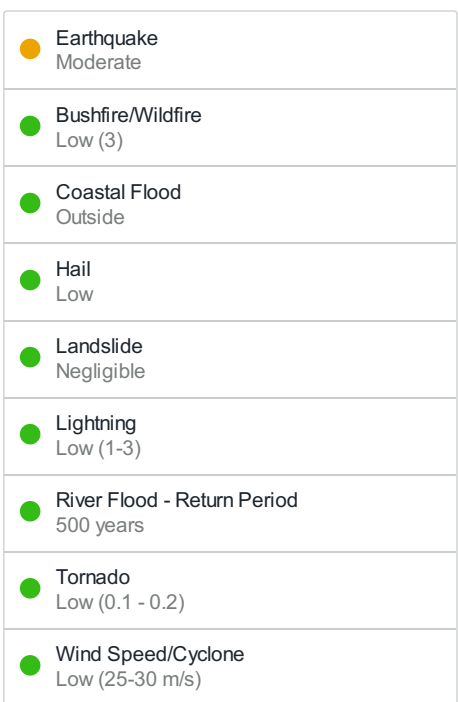 Earthquake
Moderate
Bushfire/Wildfire
Low (3)
Coastal Flood
Outside
Hail
Low
Landslide
Negligible
Lightning
Low (1-3)
River Flood - Return Period
500 years
Tornado
Low (0.1 - 0.2)
Wind Speed/Cyclone
Low (25-30 m/s)